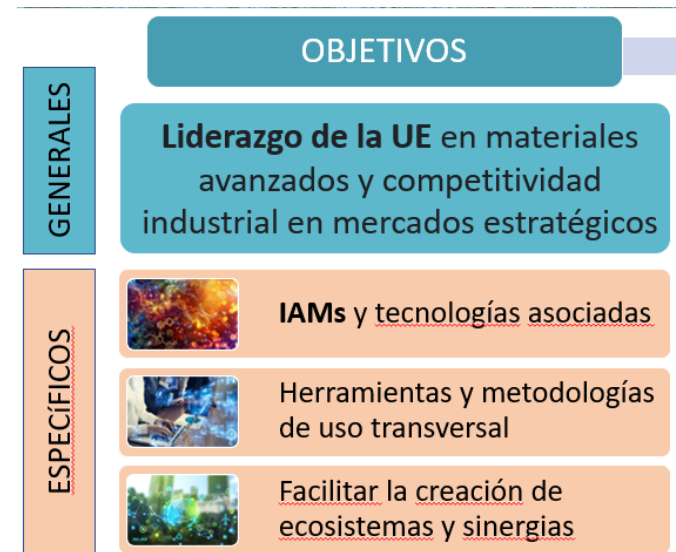 OBJETIVOS
GENERALES
Liderazgo de la UE en materiales
avanzados y competitividad
industrial en mercados estratégicos
ESPECíFICOS
IAMs y tecnologías asociadas
Herramientas y metodologías
de uso transversal
Facilitar la creación de
ecosistemas y sinergias